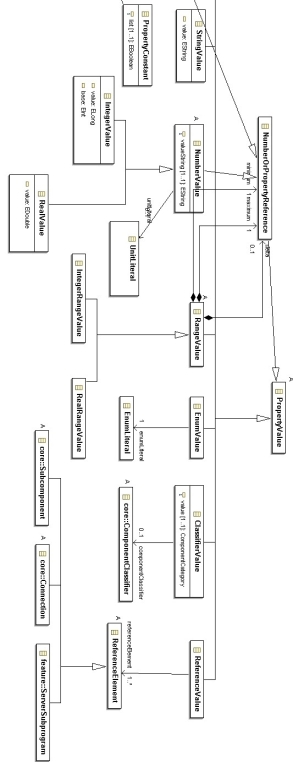 A
PropertyValue
NumberOrPropertyReference
StringValue
value: EString
A
NumberValue
valueString [1..1]: EString
RangeValue
A
EnumValue
ClassifierValue
value [1..1]: ComponentCategory
ReferenceValue
maximum
1
1
0..1
delta
unitLiteral
1
enumLiteral
0..1
componentClassifier
referenceElement
1..*
PropertyConstant
list [1..1]: EBoolean
IntegerValue
value: ELong
base: EInt
RealValue
value: EDouble
UnitLiteral
IntegerRangeValue
RealRangeValue
EnumLiteral
A
core::ComponentClassifier
A
ReferenceElement
A
core::Subcomponent
A
core::Connection
feature::ServerSubprogram